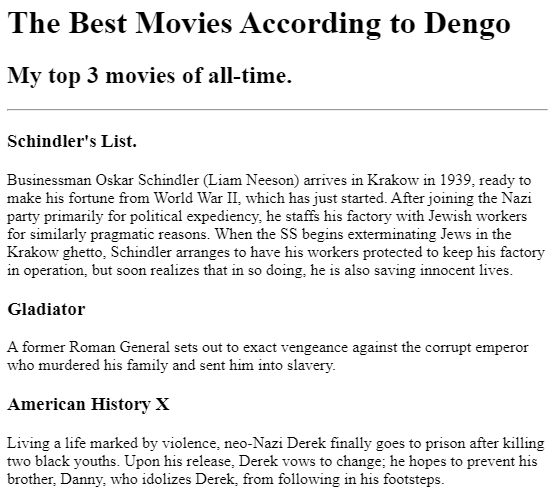 The Best Movies According to Dengo
My top 3 movies of all-time.
Schindler's List.
Businessman Oskar Schindler (Liam Neeson) arrives in Krakow in 1939, ready to
make his fortune from World War II, which has just started. After joining the Nazi
party primarily for political expediency, he staffs his factory with Jewish workers
for similarly pragmatic reasons. When the SS begins exterminating Jews in the
Krakow ghetto, Schindler arranges to have his workers protected to keep his factory
in operation, but soon realizes that in so doing, he is also saving innocent lives.
Gladiator
A former Roman General sets out to exact vengeance against the corrupt emperor
who murdered his family and sent him into slavery.
American History X
Living a life marked by violence, neo-Nazi Derek finally goes to prison after killing
two black youths. Upon his release, Derek vows to change; he hopes to prevent his
brother, Danny, who idolizes Derek, from following in his footsteps.